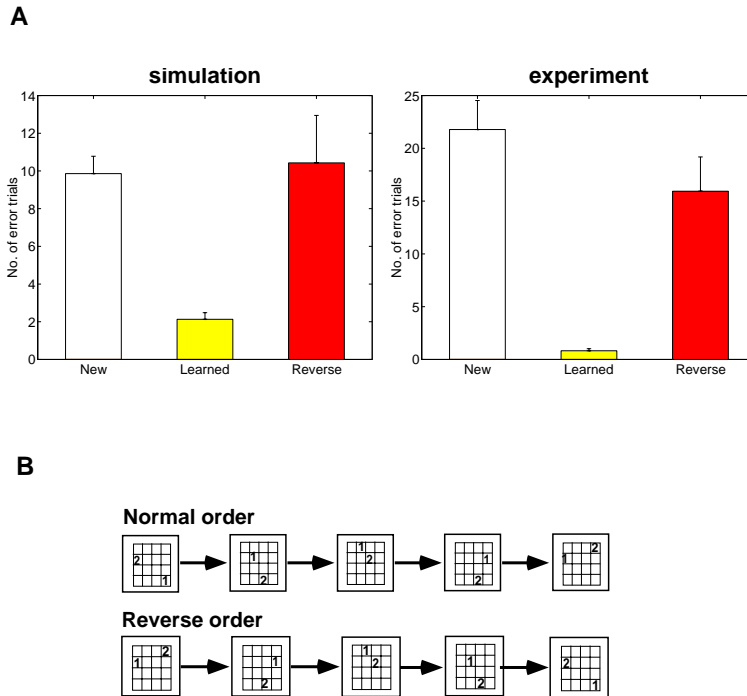 A
simulation
14
12
10
8
6
4
2
0
No. of error trials
New Learned Reverse
experiment
25
20
15
10
5
0
No. of error trials
New Learned Reverse
B
Normal order
2 1
1 2
1 2
1 2
2 1
Reverse order
2 1
1 2
1 2
1 2
2 1